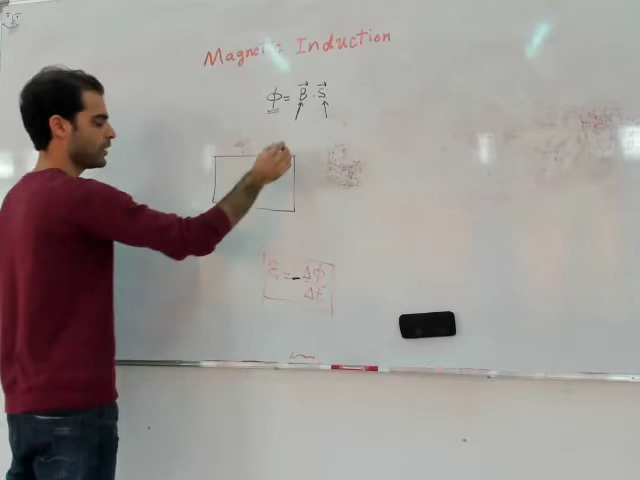 Magnetic Induction
ϕ = B⃗ · S⃗
ε = - Δϕ / Δt